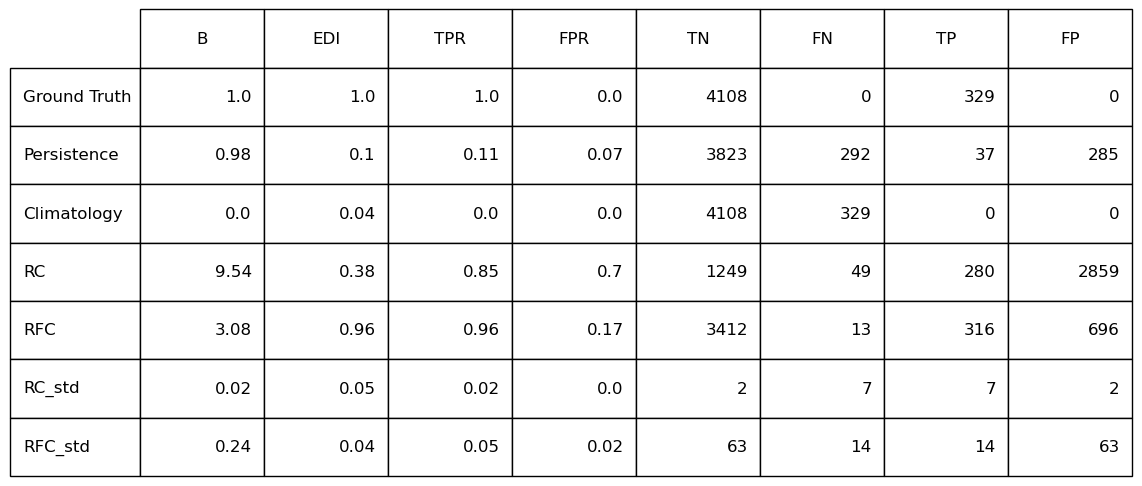 B EDI TPR FPR TN FN TP FP
Ground Truth 1.0 1.0 1.0 0.0 4108 0 329 0
Persistence 0.98 0.1 0.11 0.07 3823 292 37 285
Climatology 0.0 0.04 0.0 0.0 4108 329 0 0
RC 9.54 0.38 0.85 0.7 1249 49 280 2859
RFC 3.08 0.96 0.96 0.17 3412 13 316 696
RC_std 0.02 0.05 0.02 0.0 2 7 7 2
RFC_std 0.24 0.04 0.05 0.02 63 14 14 63